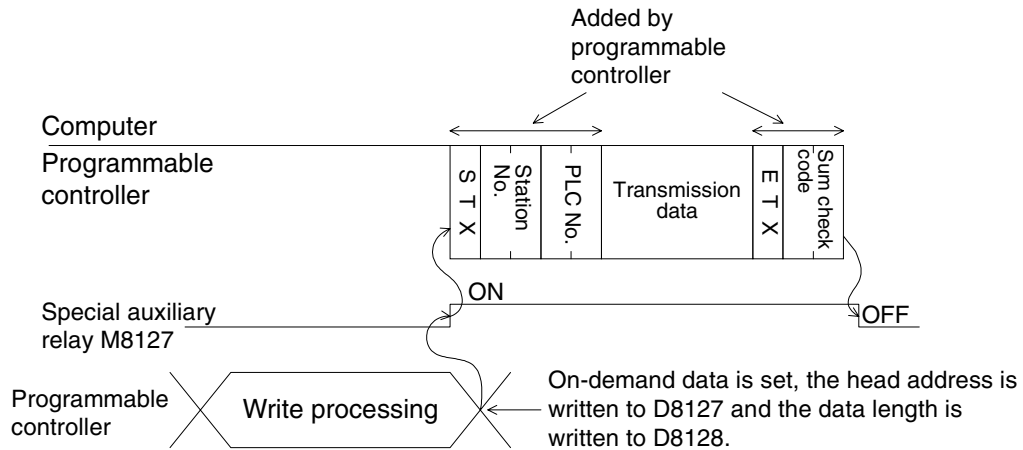 Added by
programmable
controller
Computer
Programmable
controller
S T X
Station
No.
PLC No.
Transmission
data
E T X
Sum check
code
ON
Special auxiliary
relay M8127
OFF
Programmable
controller
Write processing
On-demand data is set, the head address is
written to D8127 and the data length is
written to D8128.